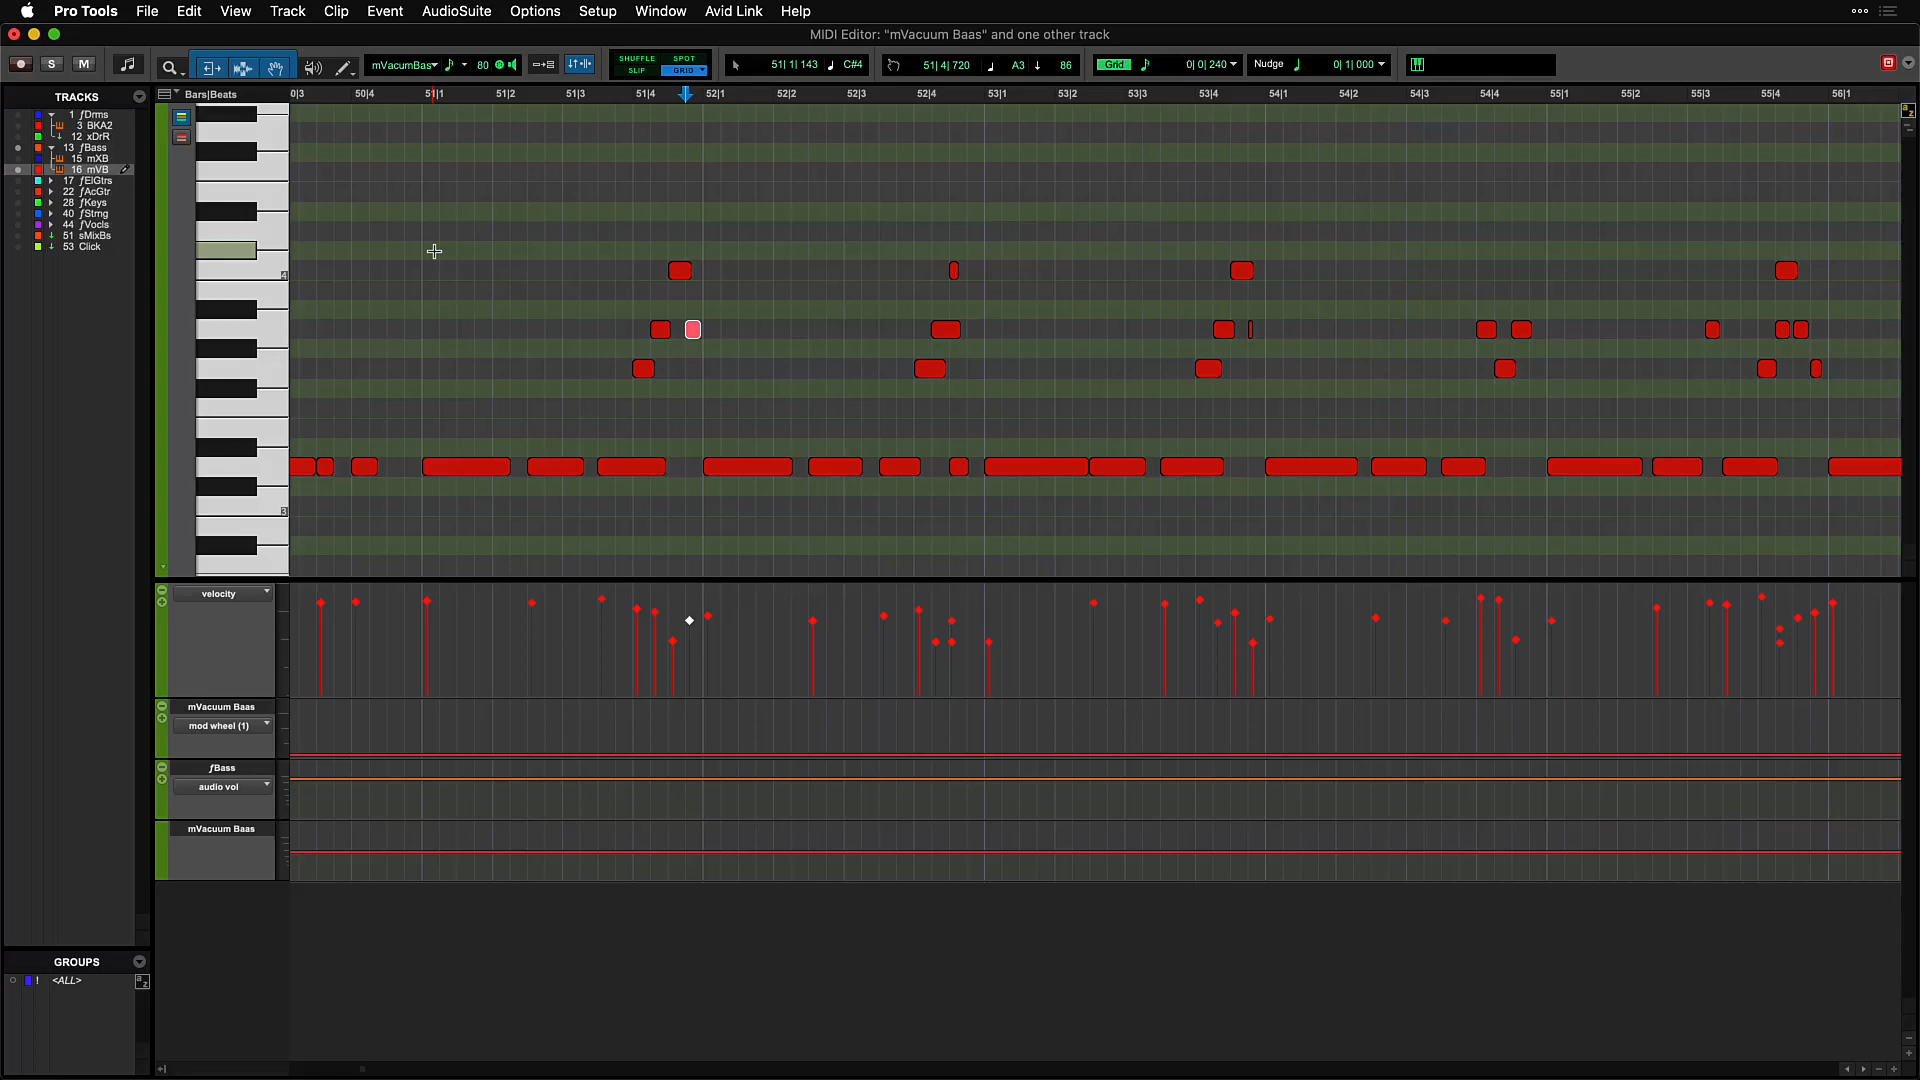 Pro Tools File Edit View Track Clip Event AudioSuite Options Setup Window Avid Link Help
MIDI Editor: "mVacuum Baas" and one other track
S M mVacumBas 80 SHUFFLE SPOT SLIP GRID 51| 1| 143 C#4 51| 4| 720 A3 86 Grid 0| 0| 240 Nudge 0| 1| 000
TRACKS
Bars|Beats 0|3 50|4 51|1 51|2 51|3 51|4 52|1 52|2 52|3 52|4 53|1 53|2 53|3 53|4 54|1 54|2 54|3 54|4 55|1 55|2 55|3 55|4 56|1
1 ƒDrms
3 BKA2
12 xDrR
13 ƒBass
15 mXB
16 mVB
17 ƒElGtrs
22 ƒAcGtr
28 ƒKeys
40 ƒStrng
44 ƒVocls
51 sMixBs
53 Click
4
3
velocity
mVacuum Baas
mod wheel (1)
ƒBass
audio vol
mVacuum Baas
GROUPS
! <ALL>
a z